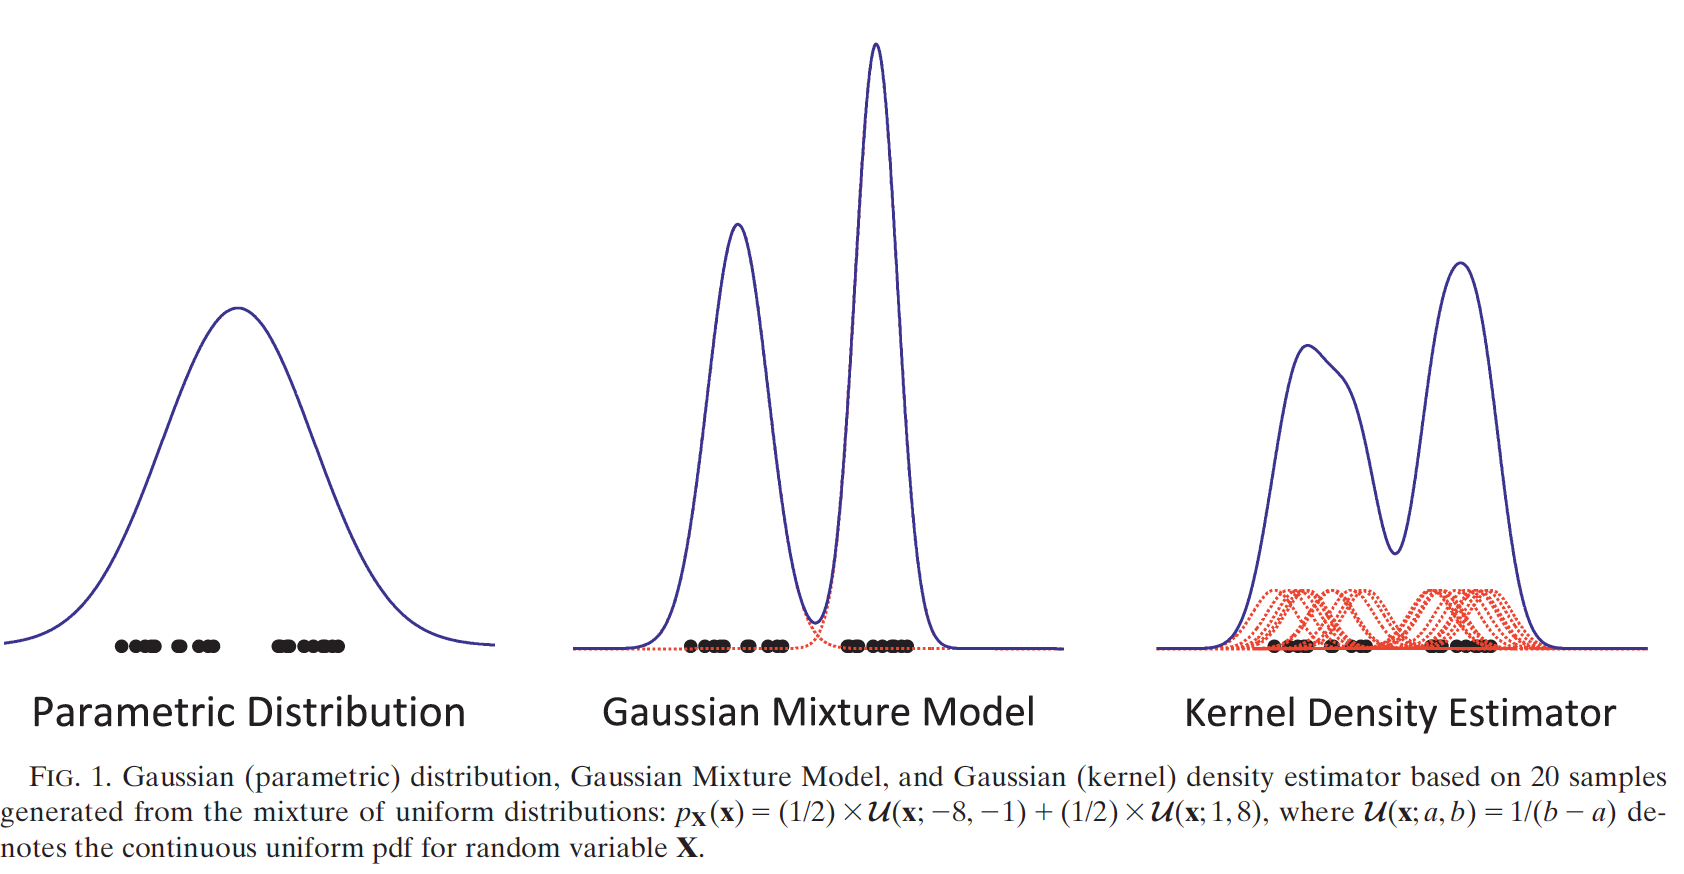 Parametric Distribution Gaussian Mixture Model Kernel Density Estimator
FIG. 1. Gaussian (parametric) distribution, Gaussian Mixture Model, and Gaussian (kernel) density estimator based on 20 samples
generated from the mixture of uniform distributions: p_X(x) = (1/2) × 𝒰(x; −8, −1) + (1/2) × 𝒰(x; 1, 8), where 𝒰(x; a, b) = 1/(b − a) de-
notes the continuous uniform pdf for random variable X.